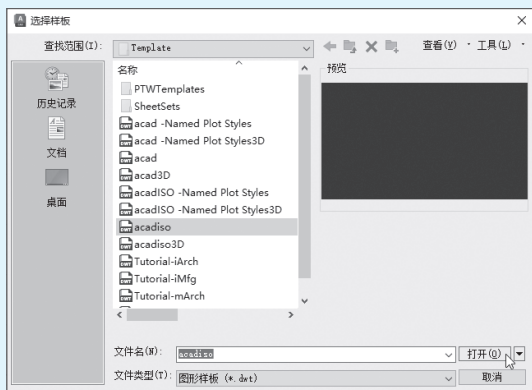 选择样板
查找范围(I): Template 查看(V) 工具(L)
名称 预览
PTWTemplates
SheetSets
acad -Named Plot Styles
acad -Named Plot Styles3D
acad
acad3D
acadISO -Named Plot Styles
acadISO -Named Plot Styles3D
acadiso
acadiso3D
Tutorial-iArch
Tutorial-iMfg
Tutorial-mArch
历史记录
文档
桌面
文件名(N): acadiso 打开(O)
文件类型(T): 图形样板 (*.dwt) 取消